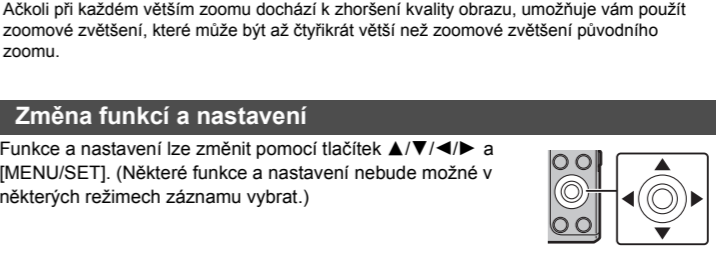 Ačkoli při každém větším zoomu dochází k zhoršení kvality obrazu, umožňuje vám použít
zoomové zvětšení, které může být až čtyřikrát větší než zoomové zvětšení původního
zoomu.
Změna funkcí a nastavení
Funkce a nastavení lze změnit pomocí tlačítek ▲/▼/◄/► a
[MENU/SET]. (Některé funkce a nastavení nebude možné v
některých režimech záznamu vybrat.)